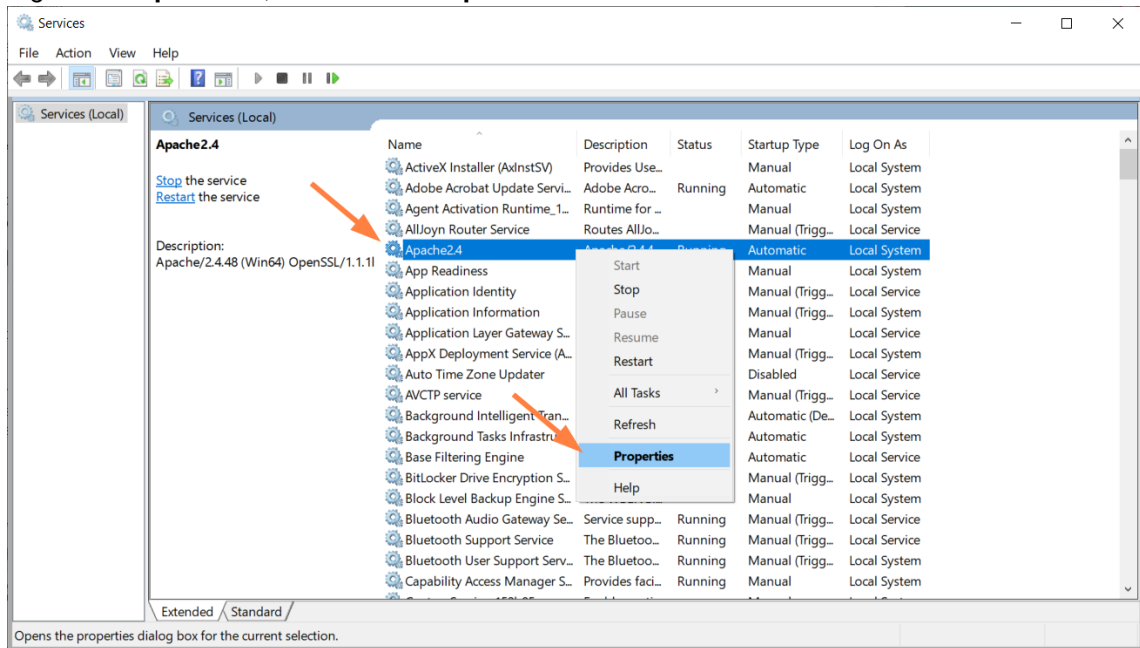 Services
File Action View Help
Services (Local)
Services (Local)
Apache2.4
Stop the service
Restart the service
Description:
Apache/2.4.48 (Win64) OpenSSL/1.1.1l
Name Description Status Startup Type Log On As
ActiveX Installer (AxInstSV) Provides Use... Manual Local System
Adobe Acrobat Update Servi... Adobe Acro... Running Automatic Local System
Agent Activation Runtime_1... Runtime for ... Manual Local System
AllJoyn Router Service Routes AllJo... Manual (Trigg... Local Service
Apache2.4 Automatic Local System
App Readiness Manual Local System
Application Identity Manual (Trigg... Local Service
Application Information Manual (Trigg... Local System
Application Layer Gateway S... Manual Local Service
AppX Deployment Service (A... Manual (Trigg... Local System
Auto Time Zone Updater Disabled Local Service
AVCTP service Manual (Trigg... Local Service
Background Intelligent Tran... Automatic (De... Local System
Background Tasks Automatic Local System
Base Filtering Engine Automatic Local Service
BitLocker Drive Encryption S... Manual (Trigg... Local System
Block Level Backup Engine S... Manual Local System
Bluetooth Audio Gateway Se... Service supp... Running Manual (Trigg... Local Service
Bluetooth Support Service The Bluetoo... Running Manual (Trigg... Local Service
Bluetooth User Support Serv... The Bluetoo... Running Manual (Trigg... Local System
Capability Access Manager S... Provides faci... Running Manual Local System
Start
Stop
Pause
Resume
Restart
All Tasks
Refresh
Properties
Help
Extended Standard
Opens the properties dialog box for the current selection.